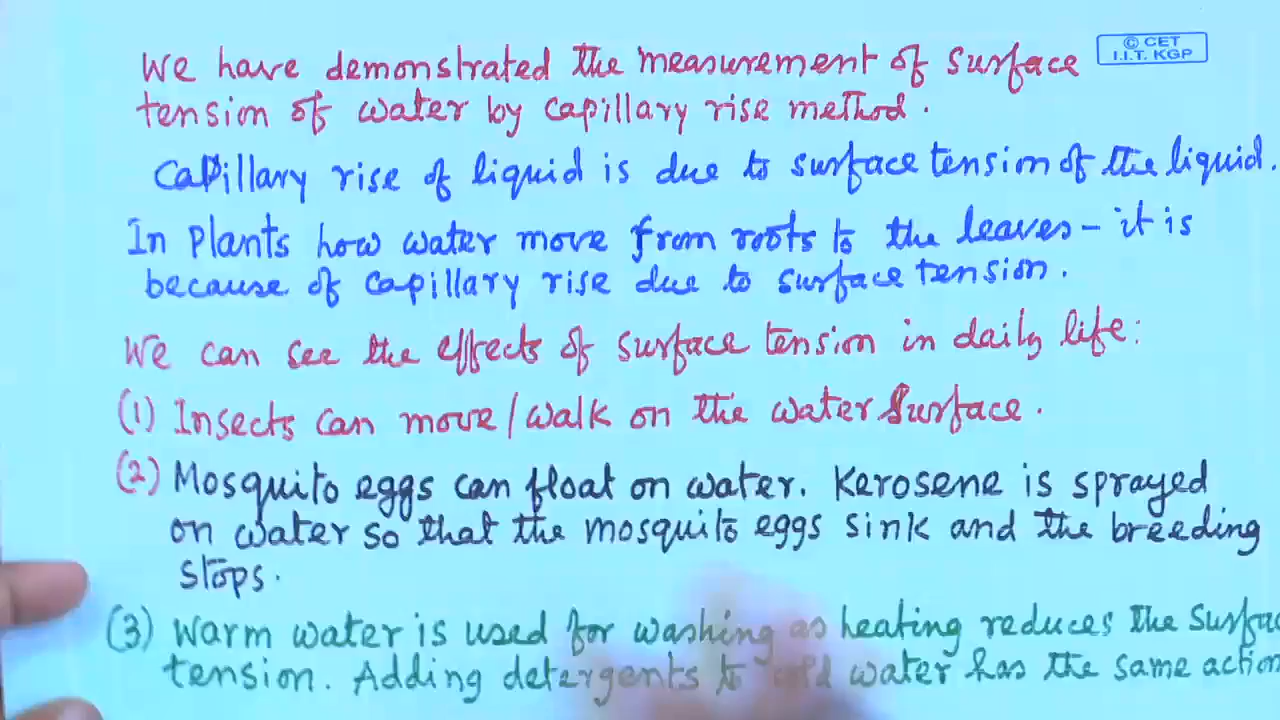 © CET
I.I.T. KGP
We have demonstrated the measurement of surface
tension of water by capillary rise method.
Capillary rise of liquid is due to surface tension of the liquid.
In plants how water move from roots to the leaves - it is
because of capillary rise due to surface tension.
We can see the effects of surface tension in daily life:
(1) Insects can move/walk on the water surface.
(2) Mosquito eggs can float on water. Kerosene is sprayed
on water so that the mosquito eggs sink and the breeding
stops.
(3) Warm water is used for washing as heating reduces the surfac
tension. Adding detergents to cold water has the same action